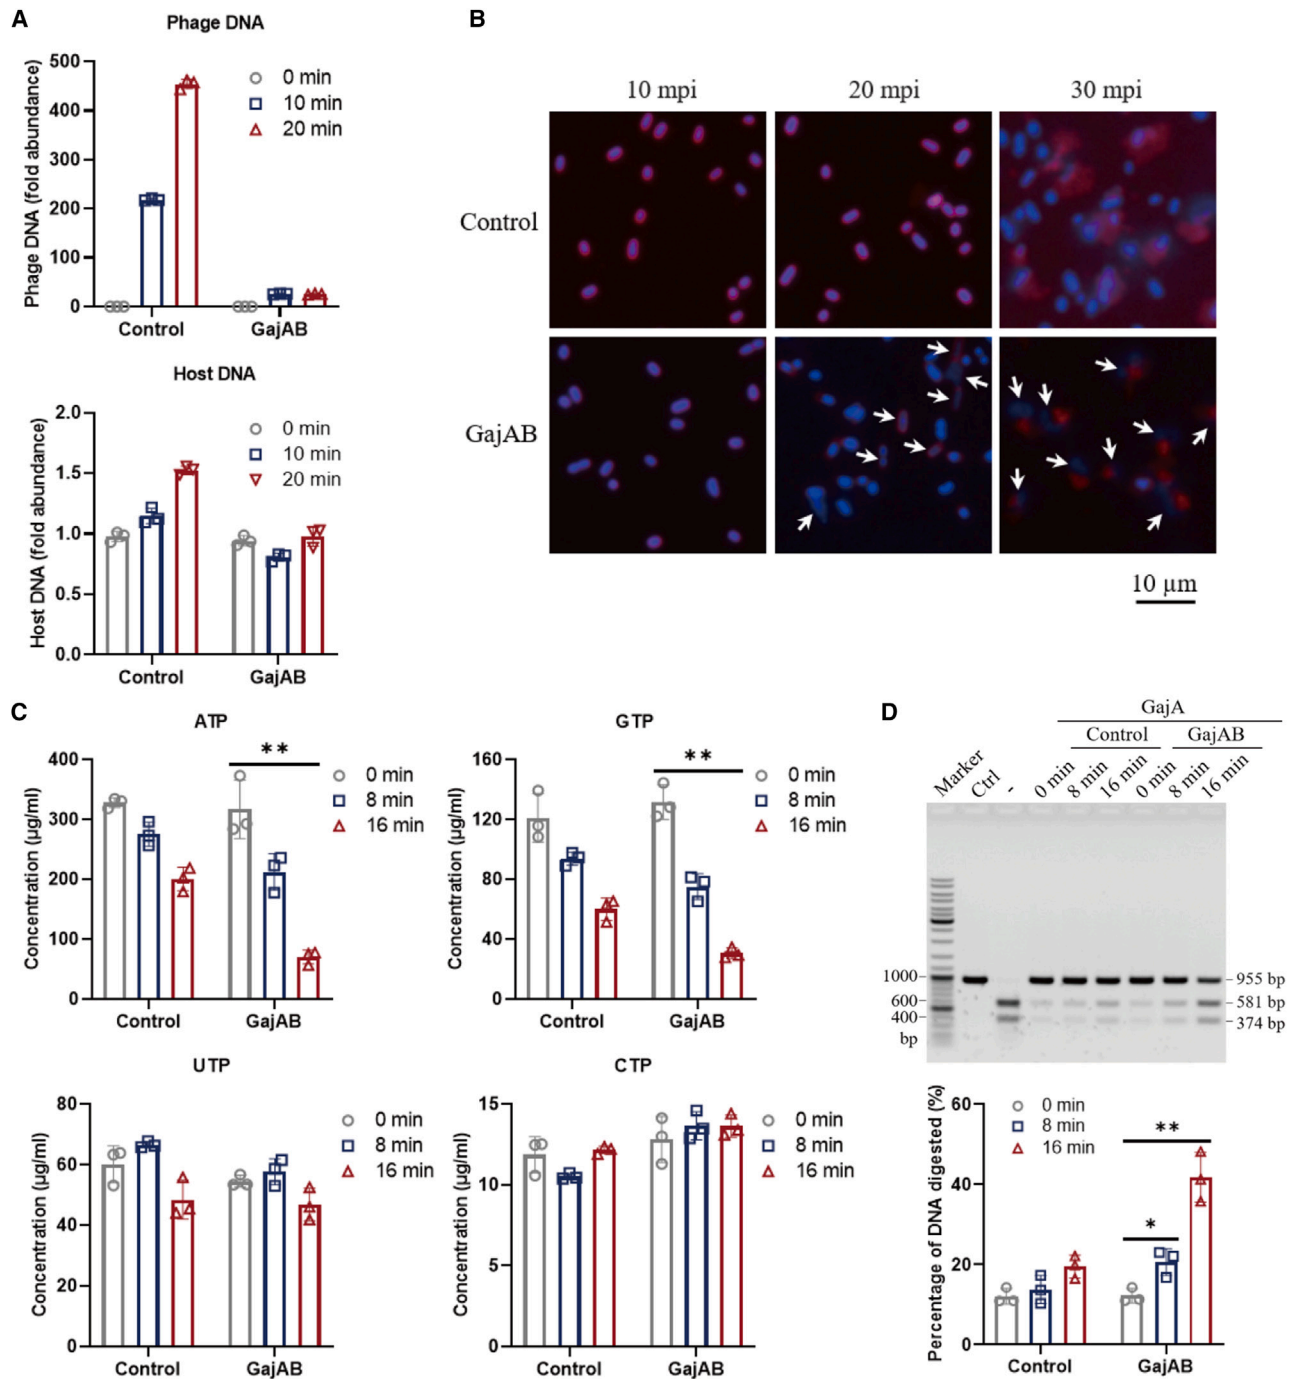 A
Phage DNA
Phage DNA (fold abundance)
500
400
300
200
100
0
0 min
10 min
20 min
Control
GajAB
Host DNA
Host DNA (fold abundance)
2.0
1.5
1.0
0.5
0.0
0 min
10 min
20 min
Control
GajAB
B
10 mpi
20 mpi
30 mpi
Control
GajAB
10 µm
C
ATP
Concentration (µg/ml)
400
300
200
100
0
**
0 min
8 min
16 min
Control
GajAB
GTP
Concentration (µg/ml)
160
120
80
40
0
**
0 min
8 min
16 min
Control
GajAB
UTP
Concentration (µg/ml)
80
60
40
20
0
0 min
8 min
16 min
Control
GajAB
CTP
Concentration (µg/ml)
15
10
5
0
0 min
8 min
16 min
Control
GajAB
D
GajA
Control
GajAB
Marker
Ctrl
-
0 min
8 min
16 min
0 min
8 min
16 min
1000
600
400
bp
955 bp
581 bp
374 bp
Percentage of DNA digested (%)
60
40
20
0
0 min
8 min
16 min
**
*
Control
GajAB